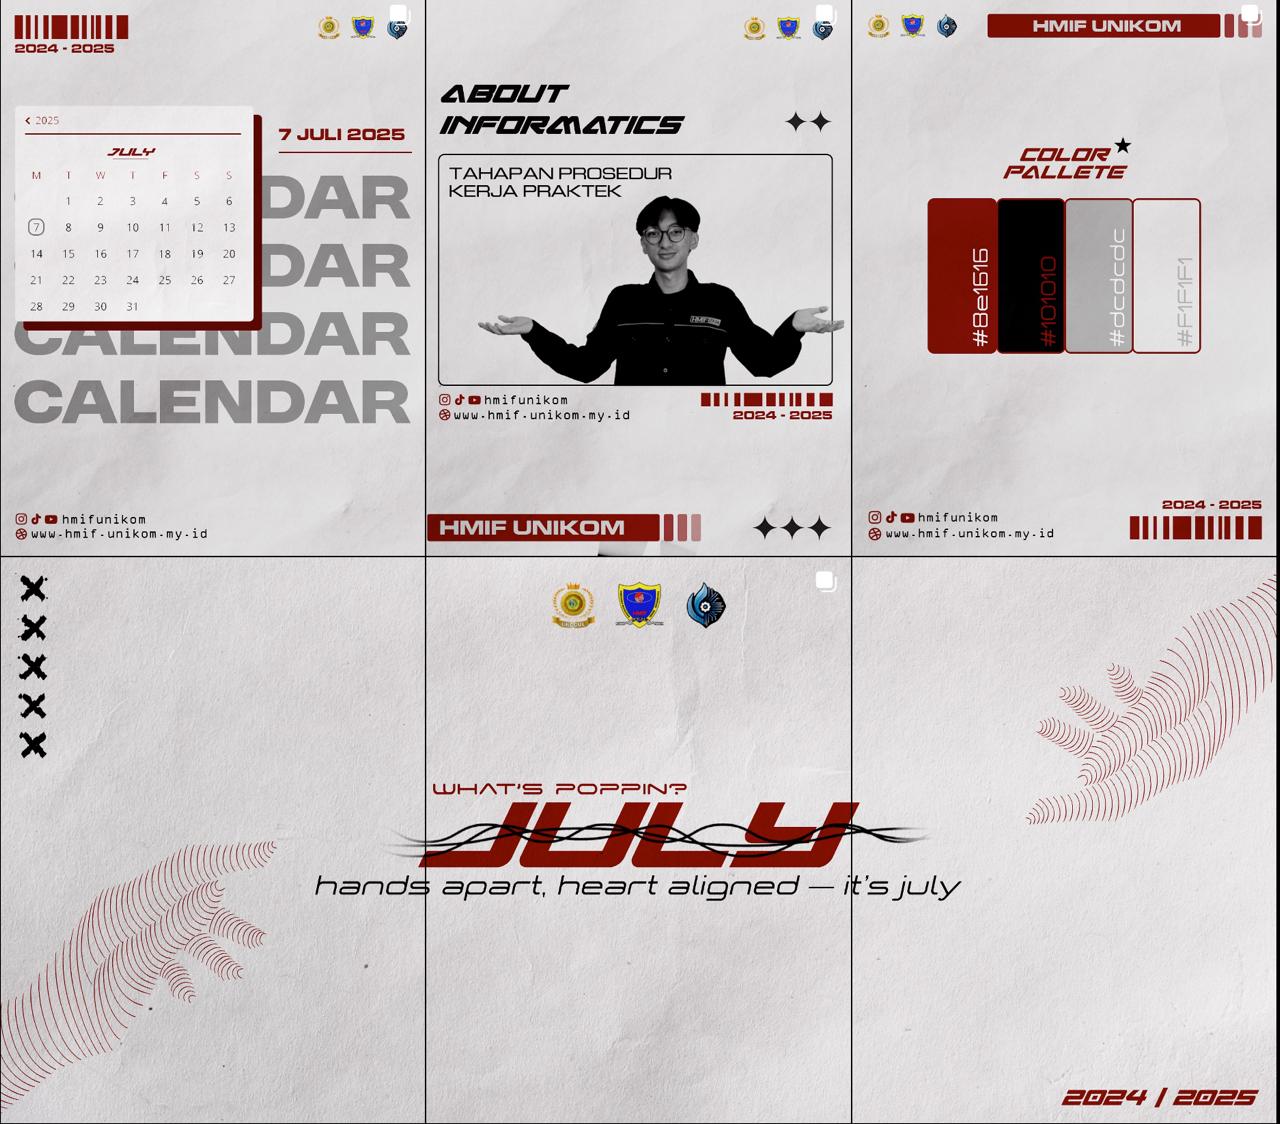 2024 - 2025
7 JULI 2025
2025
JULY
M T W T F S S
1 2 3 4 5 6
7 8 9 10 11 12 13
14 15 16 17 18 19 20
21 22 23 24 25 26 27
28 29 30 31
DAR
DAR
CALENDAR
CALENDAR
hmifunikom
www.hmif-unikom.my.id
ABOUT
INFORMATICS
TAHAPAN PROSEDUR
KERJA PRAKTEK
hmifunikom
www.hmif-unikom.my.id
2024 - 2025
HMIF UNIKOM
HMIF UNIKOM
COLOR
PALLETE
#8e1616
#101010
#dcdcdc
#F1F1F1
hmifunikom
www.hmif-unikom.my.id
2024 - 2025
WHAT'S POPPIN?
JULY
hands apart, heart aligned — it's july
2024 / 2025